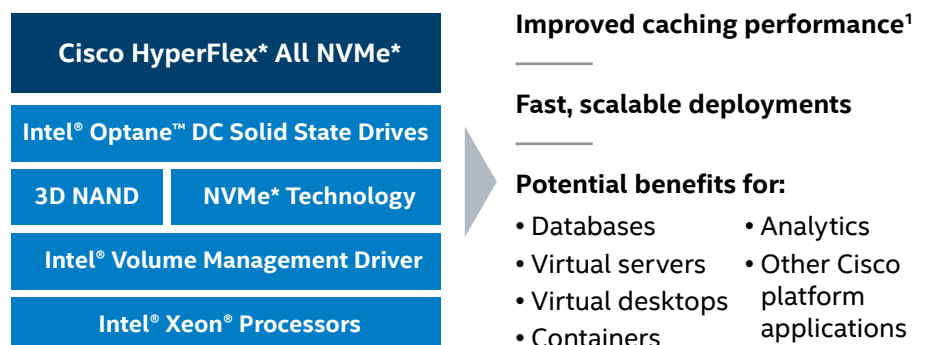 Cisco HyperFlex* All NVMe*
Intel® Optane™ DC Solid State Drives
3D NAND
NVMe* Technology
Intel® Volume Management Driver
Intel® Xeon® Processors
Improved caching performance¹
Fast, scalable deployments
Potential benefits for:
• Databases
• Virtual servers
• Virtual desktops
• Containers
• Analytics
• Other Cisco
platform
applications